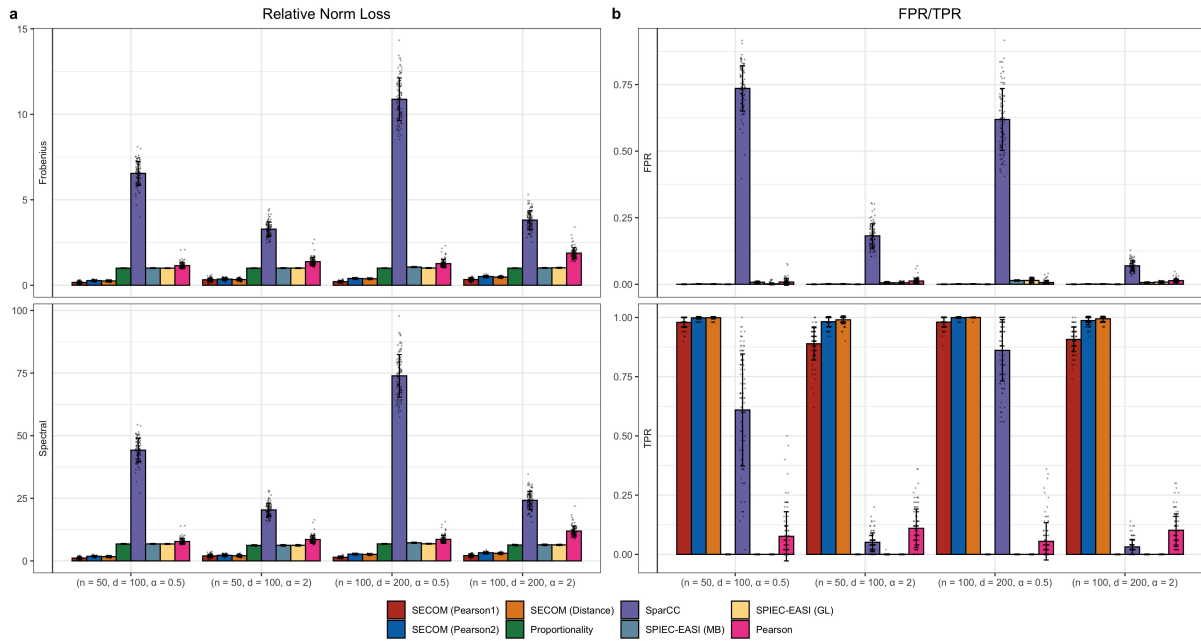 a
Relative Norm Loss
Frobenius
15
10
5
0
Spectral
100
75
50
25
0
(n = 50, d = 100, α = 0.5)
(n = 50, d = 100, α = 2)
(n = 100, d = 200, α = 0.5)
(n = 100, d = 200, α = 2)
b
FPR/TPR
FPR
0.75
0.50
0.25
0.00
TPR
1.00
0.75
0.50
0.25
0.00
(n = 50, d = 100, α = 0.5)
(n = 50, d = 100, α = 2)
(n = 100, d = 200, α = 0.5)
(n = 100, d = 200, α = 2)
SECOM (Pearson1)
SECOM (Distance)
SparCC
SPIEC-EASI (GL)
SECOM (Pearson2)
Proportionality
SPIEC-EASI (MB)
Pearson